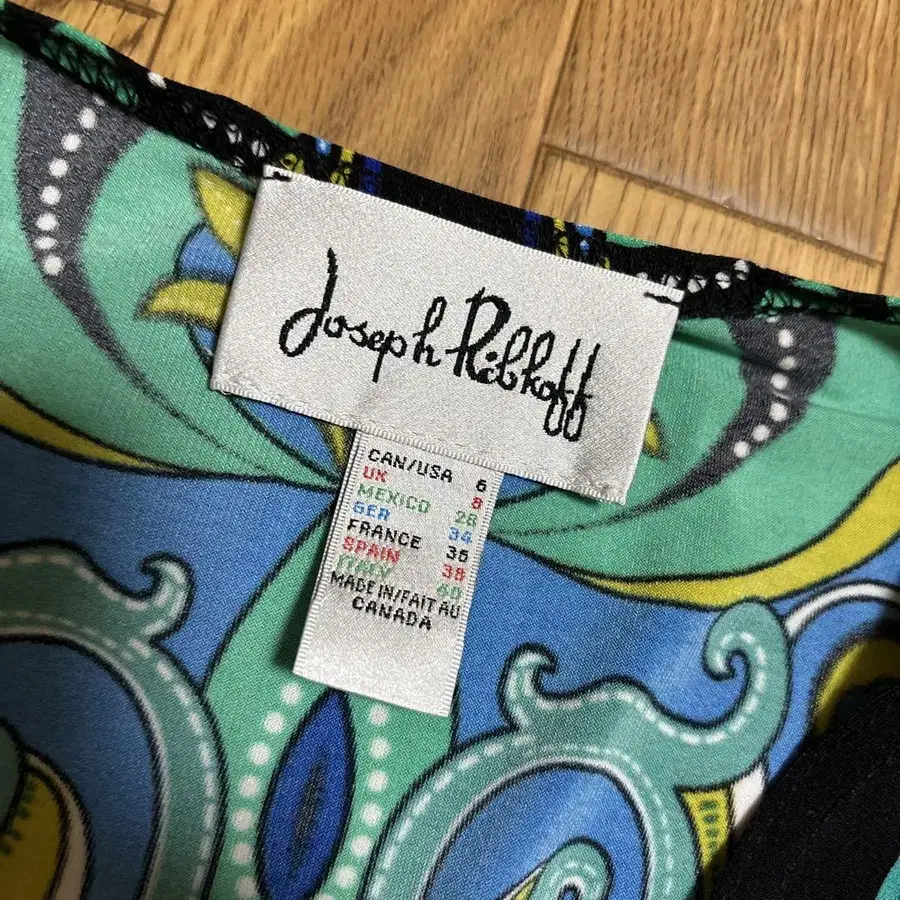 Joseph Ribkoff
CAN/USA 6
UK 8
MEXICO 28
GER 34
FRANCE 36
SPAIN 38
ITALY 40
MADE IN/FAIT AU
CANADA